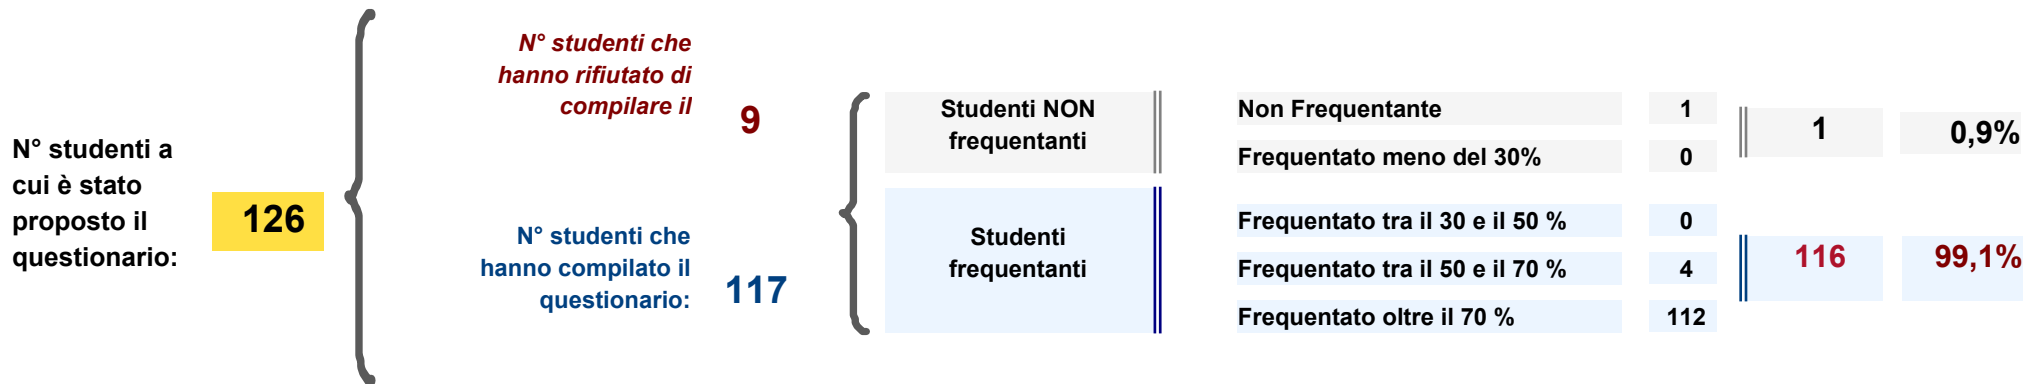 N° studenti a
cui è stato
proposto il
questionario:
126
N° studenti che
hanno rifiutato di
compilare il
9
N° studenti che
hanno compilato il
questionario:
117
Studenti NON
frequentanti
Studenti
frequentanti
Non Frequentante 1
Frequentato meno del 30% 0
1 0,9%
Frequentato tra il 30 e il 50 % 0
Frequentato tra il 50 e il 70 % 4
Frequentato oltre il 70 % 112
116 99,1%